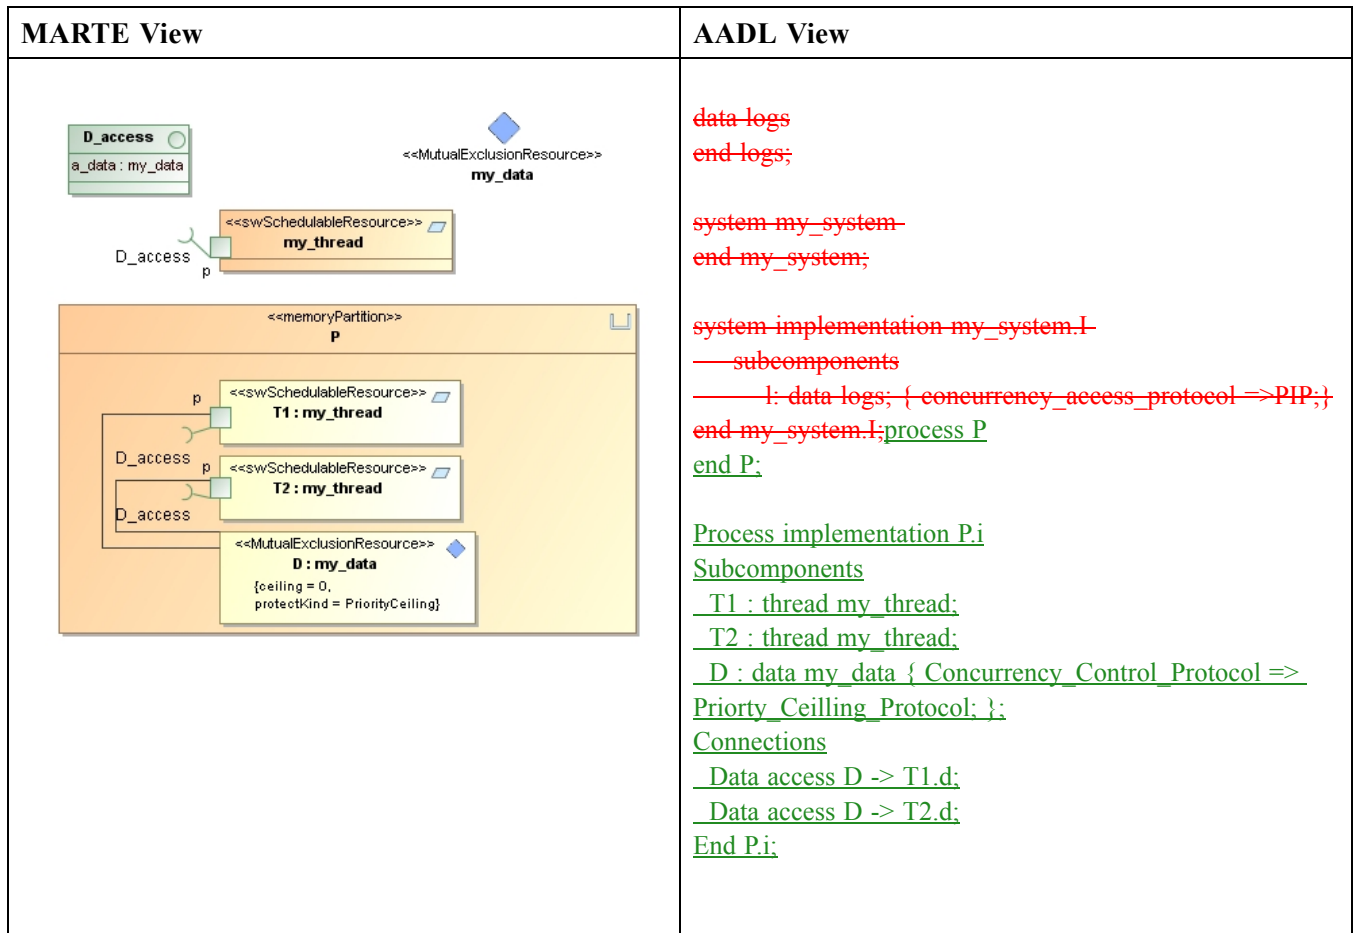 MARTE View
AADL View
D_access
a_data : my_data
<<MutualExclusionResource>>
my_data
<<swSchedulableResource>>
my_thread
D_access
p
<<memoryPartition>>
P
p
<<swSchedulableResource>>
T1 : my_thread
D_access
p
<<swSchedulableResource>>
T2 : my_thread
D_access
<<MutualExclusionResource>>
D : my_data
{ceiling = 0,
protectKind = PriorityCeiling}
data logs
end logs;
system my_system
end my_system;
system implementation my_system.I
subcomponents
l: data logs; { concurrency_access_protocol =>PIP;}
end my_system.I;process P
end P;
Process implementation P.i
Subcomponents
T1 : thread my_thread;
T2 : thread my_thread;
D : data my_data { Concurrency_Control_Protocol =>
Priorty_Ceilling_Protocol; };
Connections
Data access D -> T1.d;
Data access D -> T2.d;
End P.i;